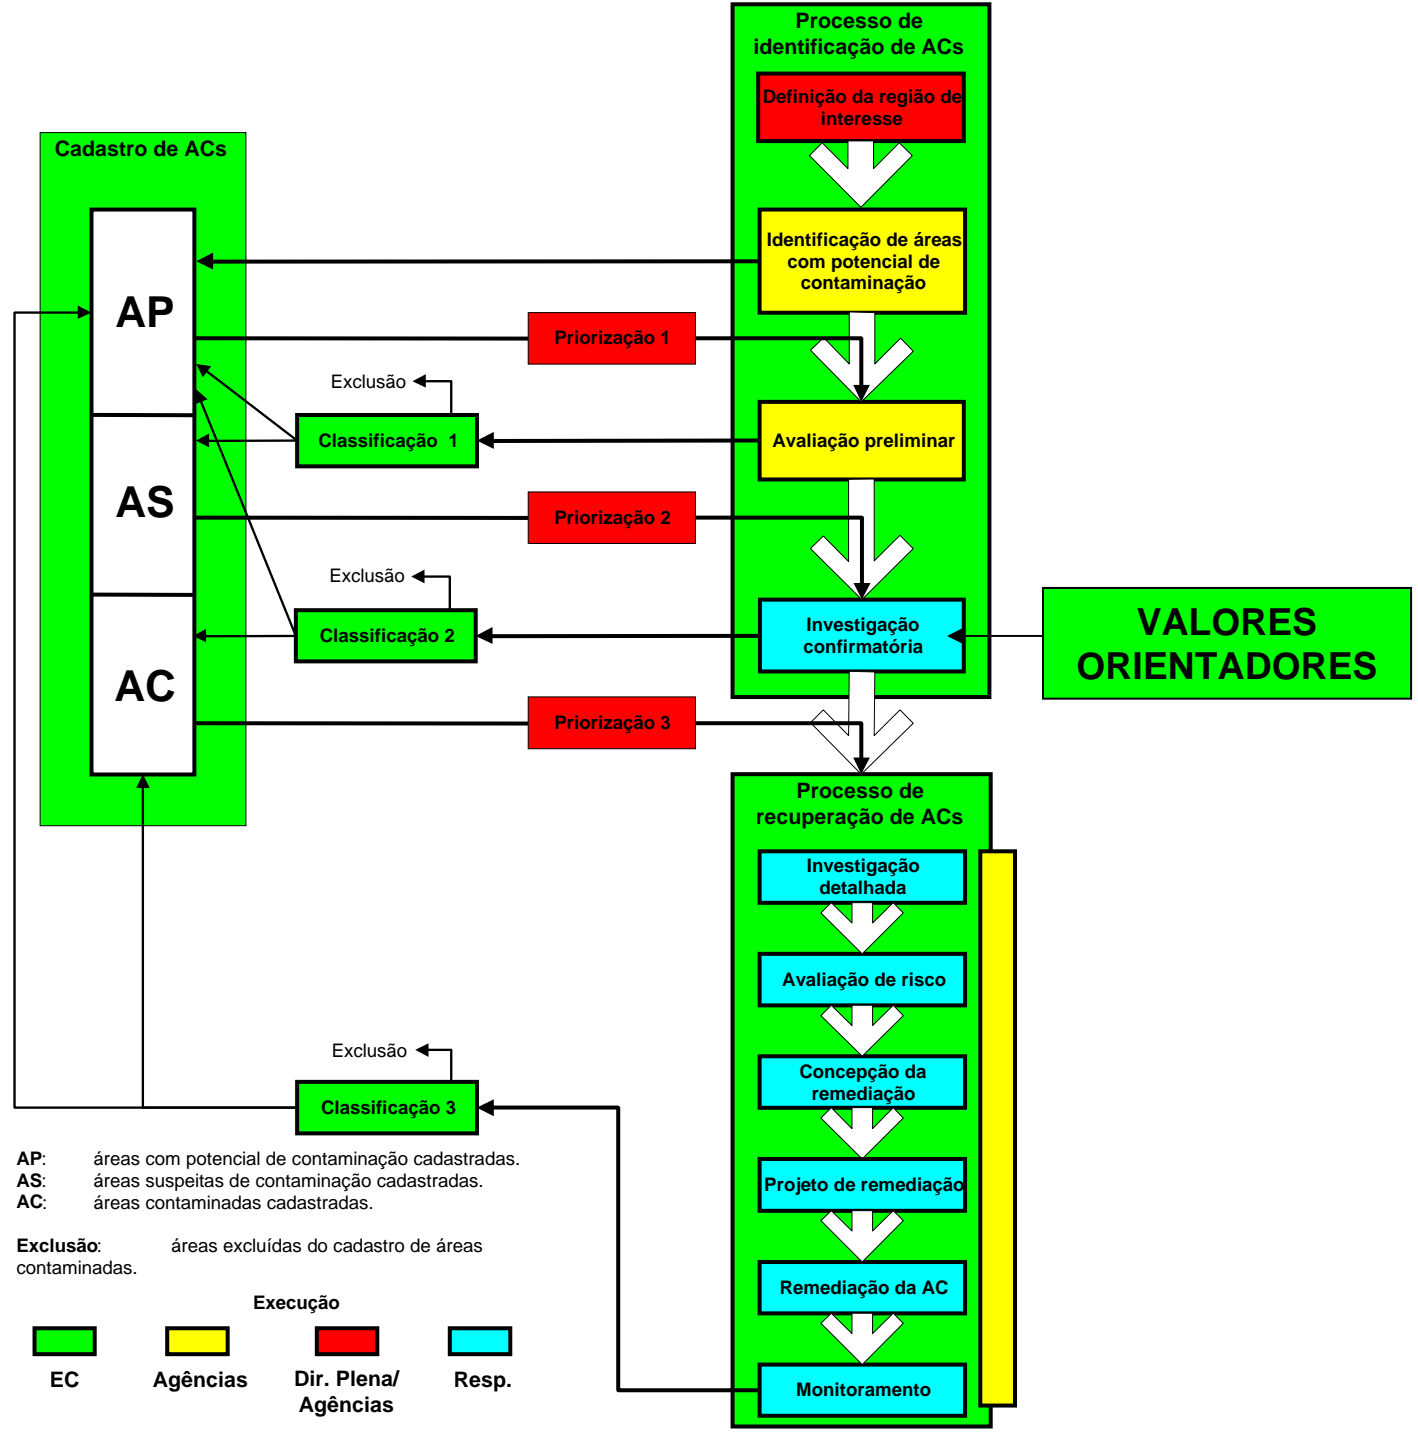 Processo de
identificação de ACs
Definição da região de
interesse
Cadastro de ACs
Identificação de áreas
com potencial de
contaminação
AP
Priorização 1
Exclusão
Classificação 1
Avaliação preliminar
AS
Priorização 2
Exclusão
Classificação 2
Investigação
confirmatória
VALORES
ORIENTADORES
AC
Priorização 3
Processo de
recuperação de ACs
Investigação
detalhada
Avaliação de risco
Exclusão
Concepção da
remediação
Classificação 3
Projeto de remediação
Remediação da AC
Monitoramento
AP: áreas com potencial de contaminação cadastradas.
AS: áreas suspeitas de contaminação cadastradas.
AC: áreas contaminadas cadastradas.
Exclusão: áreas excluídas do cadastro de áreas
contaminadas.
Execução
EC
Agências
Dir. Plena/
Agências
Resp.